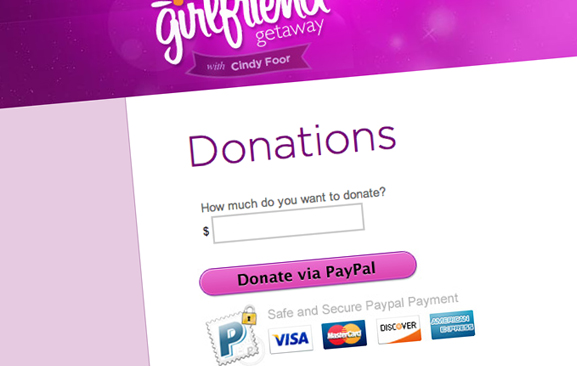 girlfriend
getaway
with Cindy Foor
Donations
How much do you want to donate?
$
Donate via PayPal
Safe and Secure Paypal Payment
P
VISA
MasterCard
DISCOVER
AMERICAN
EXPRESS